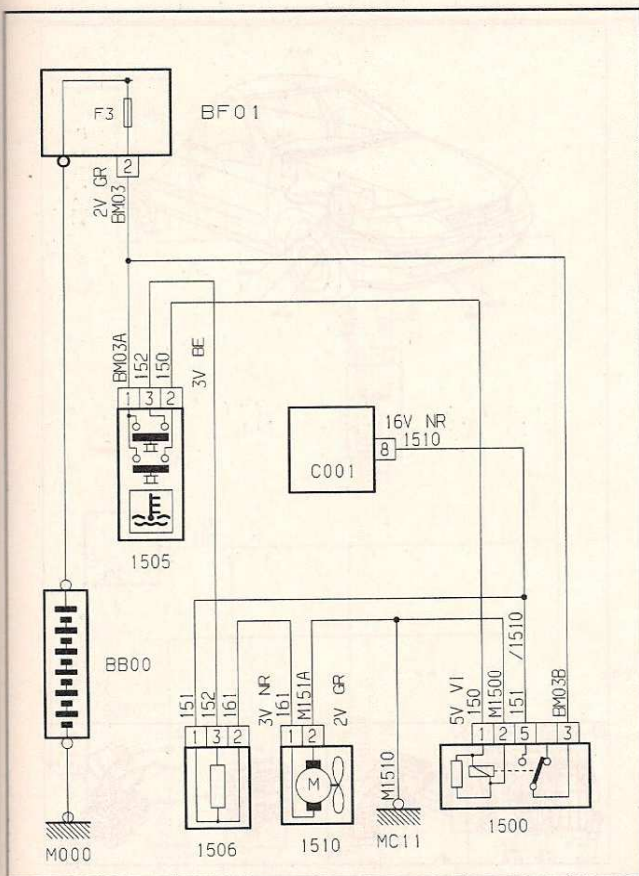 F3
BF01
2
2V GR
BM03
BM03A
152
150
3V BE
1 3 2
16V NR
1510
8
C001
1505
BB00
151
152
161
3V NR
161
M151A
2V GR
5V VI
150
M1500
151
/1510
BM03B
1 3 2
1 2
1 2 5 3
M
M1510
M000
1506
1510
MC11
1500